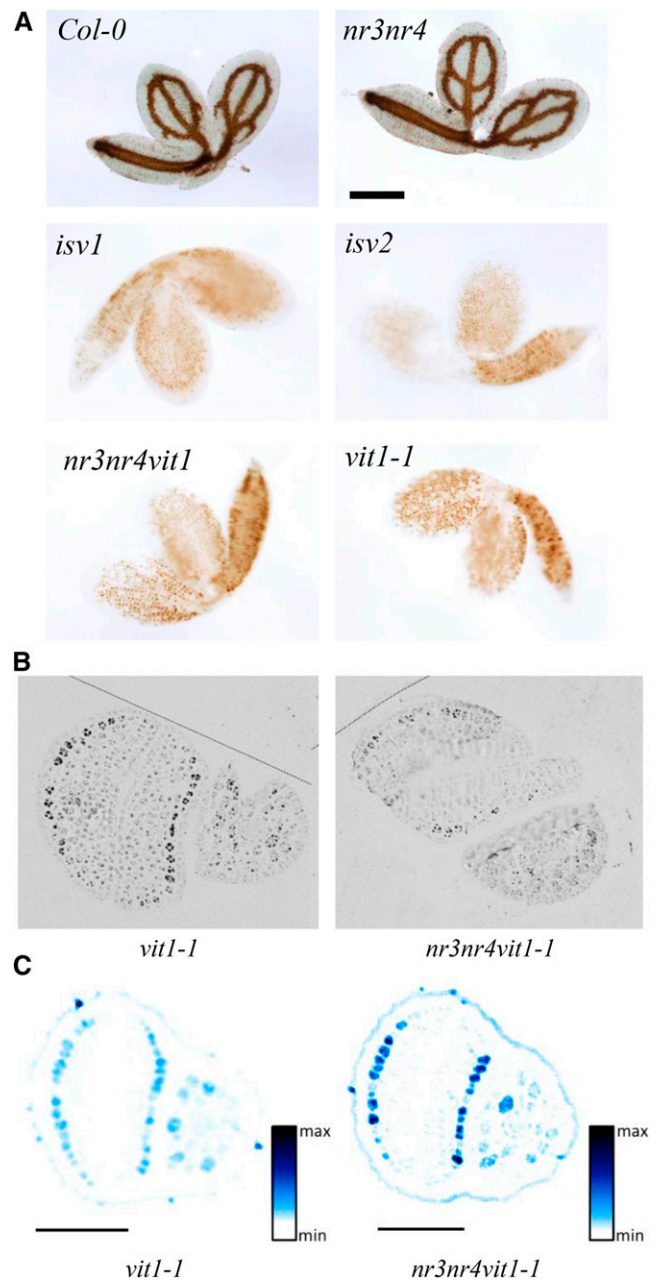 A
Col-0
nr3nr4
isv1
isv2
nr3nr4vit1
vit1-1
B
vit1-1
nr3nr4vit1-1
C
max
min
max
min
vit1-1
nr3nr4vit1-1